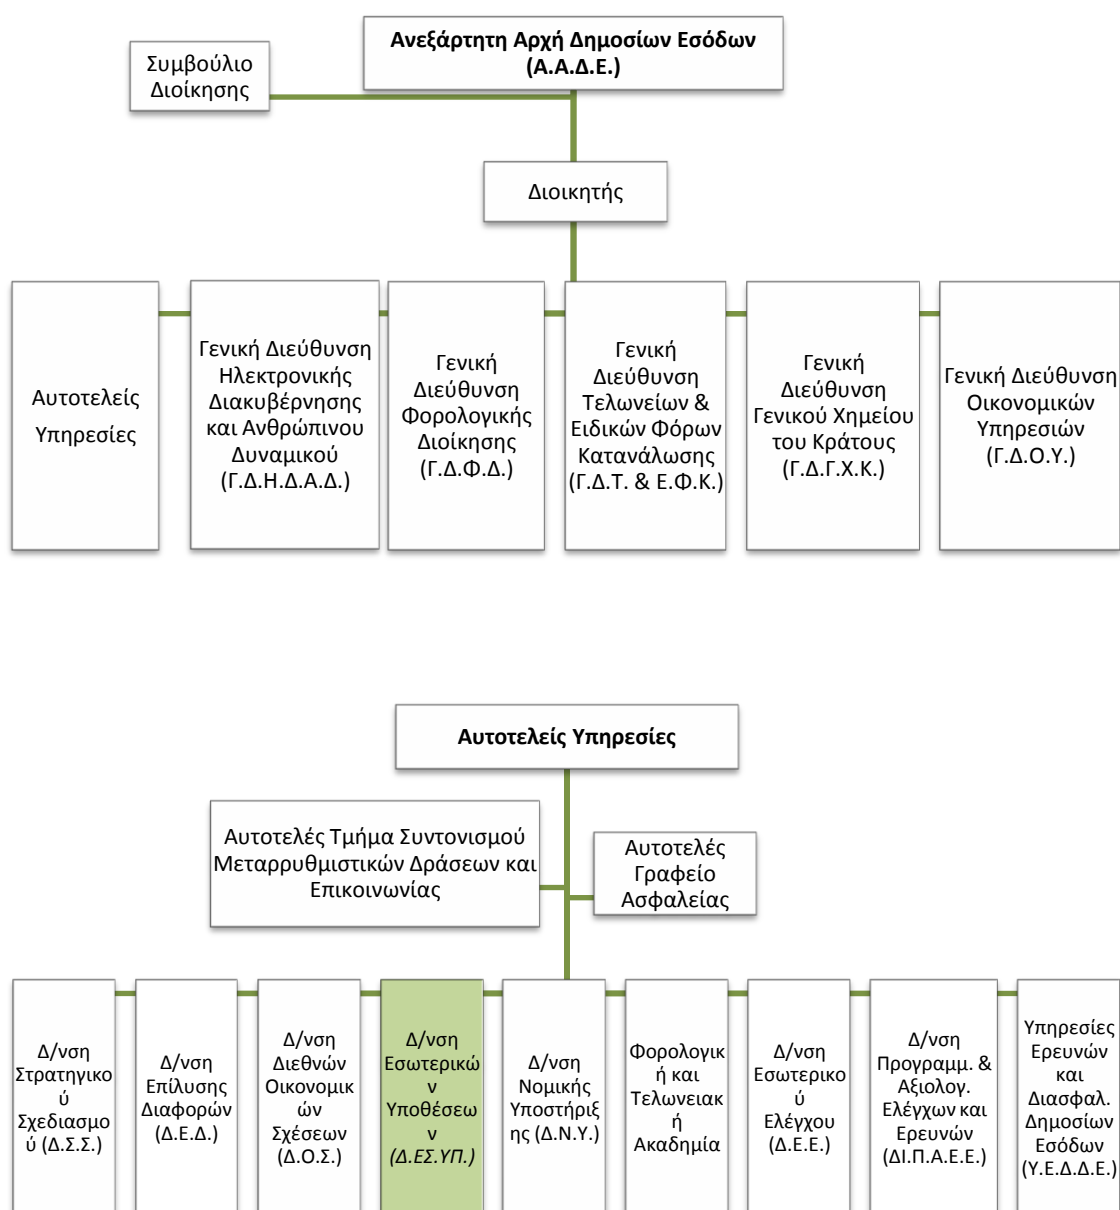 Ανεξάρτητη Αρχή Δημοσίων Εσόδων
(Α.Α.Δ.Ε.)
Συμβούλιο
Διοίκησης
Διοικητής
Αυτοτελείς
Υπηρεσίες
Γενική Διεύθυνση
Ηλεκτρονικής
Διακυβέρνησης
και Ανθρώπινου
Δυναμικού
(Γ.Δ.Η.Δ.Α.Δ.)
Γενική
Διεύθυνση
Φορολογικής
Διοίκησης
(Γ.Δ.Φ.Δ.)
Γενική
Διεύθυνση
Τελωνείων &
Ειδικών Φόρων
Κατανάλωσης
(Γ.Δ.Τ. & Ε.Φ.Κ.)
Γενική
Διεύθυνση
Γενικού Χημείου
του Κράτους
(Γ.Δ.Γ.Χ.Κ.)
Γενική Διεύθυνση
Οικονομικών
Υπηρεσιών
(Γ.Δ.Ο.Υ.)
Αυτοτελείς Υπηρεσίες
Αυτοτελές Τμήμα Συντονισμού
Μεταρρυθμιστικών Δράσεων και
Επικοινωνίας
Αυτοτελές
Γραφείο
Ασφαλείας
Δ/νση
Στρατηγικο
ύ
Σχεδιασμο
ύ (Δ.Σ.Σ.)
Δ/νση
Επίλυσης
Διαφορών
(Δ.Ε.Δ.)
Δ/νση
Διεθνών
Οικονομικ
ών
Σχέσεων
(Δ.Ο.Σ.)
Δ/νση
Εσωτερικώ
ν
Υποθέσεω
ν
(Δ.ΕΣ.ΥΠ.)
Δ/νση
Νομικής
Υποστήριξ
ης (Δ.Ν.Υ.)
Φορολογικ
ή και
Τελωνειακ
ή
Ακαδημία
Δ/νση
Εσωτερικο
ύ
Ελέγχου
(Δ.Ε.Ε.)
Δ/νση
Προγραμμ. &
Αξιολογ.
Ελέγχων και
Ερευνών
(ΔΙ.Π.Α.Ε.Ε.)
Υπηρεσίες
Ερευνών
και
Διασφαλ.
Δημοσίων
Εσόδων
(Υ.Ε.Δ.Δ.Ε.)